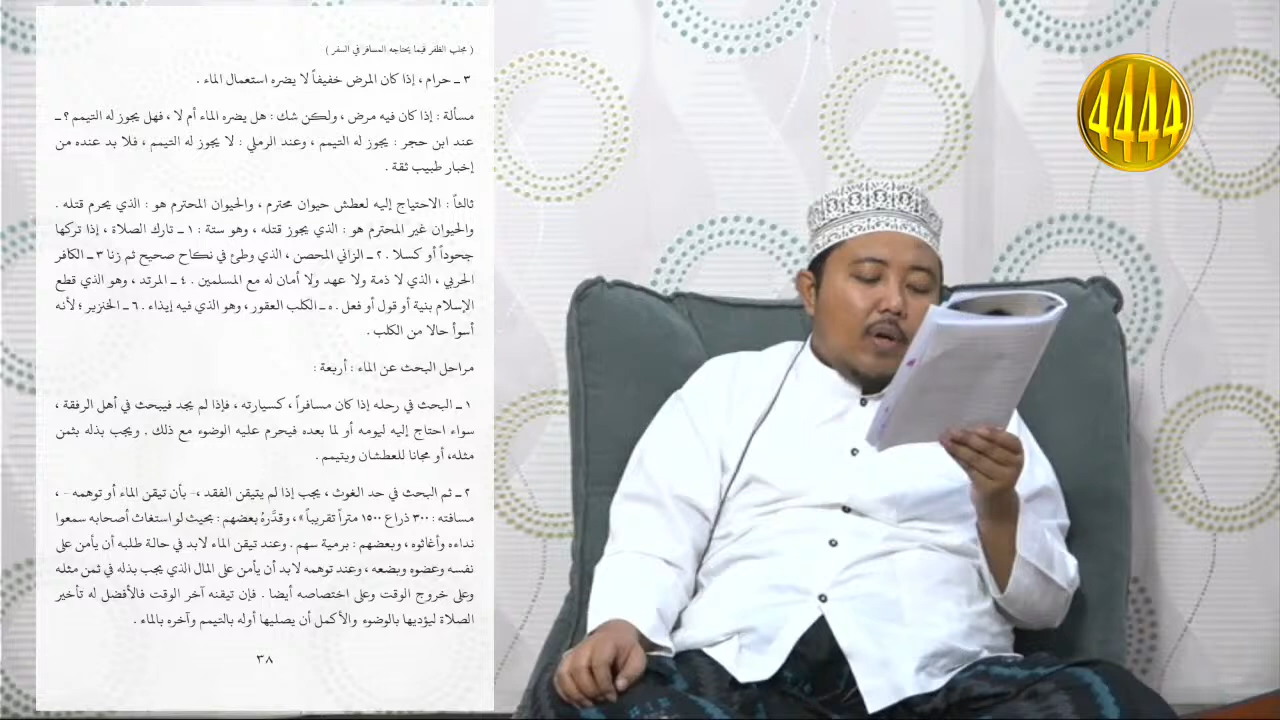 ( مجلب الظفر فيما يحتاجه المسافر في السفر )
٣ ـ حرام ، إذا كان المرض خفيفاً لا يضره استعمال الماء .
مسألة : إذا كان فيه مرض ، ولكن شك : هل يضره الماء أم لا ، فهل يجوز له التيمم ؟ ـ
عند ابن حجر : يجوز له التيمم ، وعند الرملي : لا يجوز له التيمم ، فلا بد عنده من
إخبار طبيب ثقة .
ثالثاً : الاحتياج إليه لعطش حيوان محترم ، والحيوان المحترم هو : الذي يحرم قتله .
والحيوان غير المحترم هو : الذي يجوز قتله ، وهو ستة : ١ ـ تارك الصلاة ، إذا تركها
جحوداً أو كسلا . ٢ ـ الزاني المحصن ، الذي وطئ في نكاح صحيح ثم زنا ٣ ـ الكافر
الحربي ، الذي لا ذمة ولا عهد ولا أمان له مع المسلمين . ٤ ـ المرتد ، وهو الذي قطع
الإسلام بنية أو قول أو فعل . ٥ ـ الكلب العقور ، وهو الذي فيه إيذاء . ٦ ـ الخنزير ؛ لأنه
أسوأ حالا من الكلب .
مراحل البحث عن الماء : أربعة :
١ ـ البحث في رحله إذا كان مسافراً ، كسيارته ، فإذا لم يجد فيبحث في أهل الرفقة ،
سواء احتاج إليه ليومه أو لما بعده فيحرم عليه الوضوء مع ذلك . ويجب بذله بثمن
مثله، أو مجانا للعطشان ويتيمم .
٢ ـ ثم البحث في حد الغوث ، يجب إذا لم يتيقن الفقد ،- بأن تيقن الماء أو توهمه - ،
مسافته : ٣٠٠ ذراع ١٥٠٠ متراً تقريباً »، وقدَّرهُ بعضهم : بحيث لو استغاث أصحابه سمعوا
نداءه وأغاثوه ، وبعضهم : برمية سهم . وعند تيقن الماء لابد في حالة طلبه أن يأمن على
نفسه وعضوه وبضعه ، وعند توهمه لابد أن يأمن على المال الذي يجب بذله في ثمن مثله
وعلى خروج الوقت وعلى اختصاصه أيضا . فإن تيقنه آخر الوقت فالأفضل له تأخير
الصلاة ليؤديها بالوضوء والأكمل أن يصليها أوله بالتيمم وآخره بالماء .
٣٨
4444